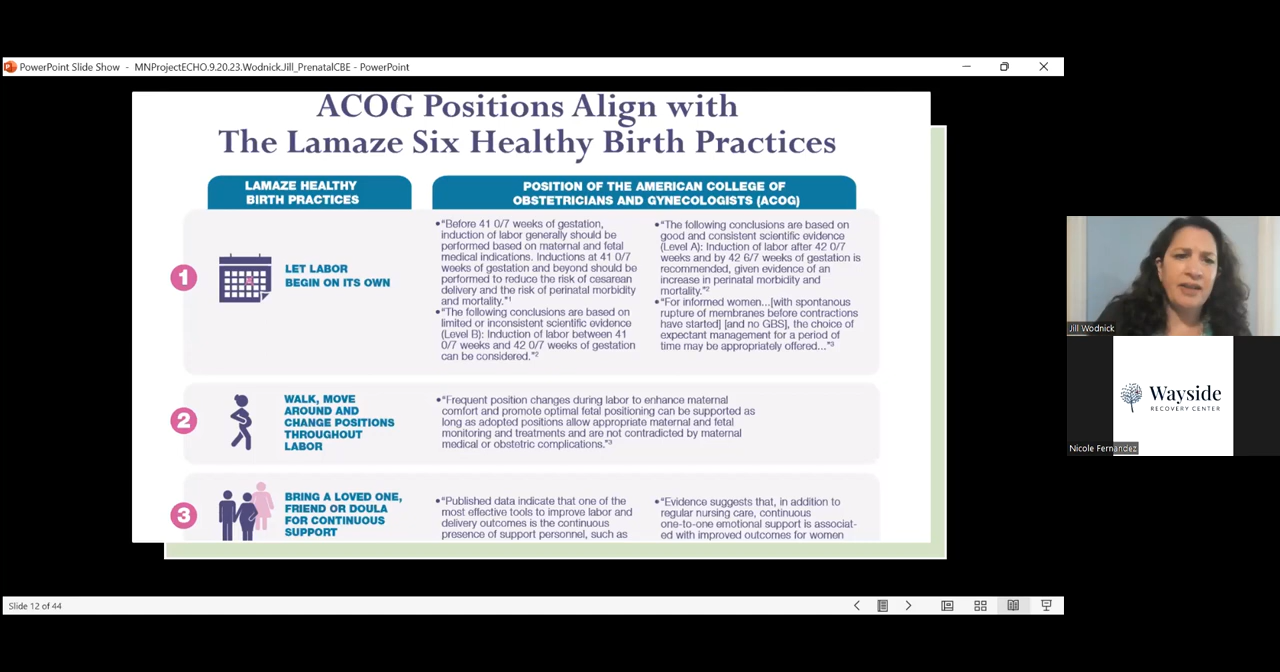 PowerPoint Slide Show - MNProjectECHO.9.20.23.Wodnick.Jill_PrenatalCBE - PowerPoint
ACOG Positions Align with
The Lamaze Six Healthy Birth Practices
LAMAZE HEALTHY
BIRTH PRACTICES
POSITION OF THE AMERICAN COLLEGE OF
OBSTETRICIANS AND GYNECOLOGISTS (ACOG)
1
LET LABOR
BEGIN ON ITS OWN
•“Before 41 0/7 weeks of gestation,
induction of labor generally should be
performed based on maternal and fetal
medical indications. Inductions at 41 0/7
weeks of gestation and beyond should be
performed to reduce the risk of cesarean
delivery and the risk of perinatal morbidity
and mortality.”1
•“The following conclusions are based on
limited or inconsistent scientific evidence
(Level B): Induction of labor between 41
0/7 weeks and 42 0/7 weeks of gestation
can be considered.”2
•“The following conclusions are based on
good and consistent scientific evidence
(Level A): Induction of labor after 42 0/7
weeks and by 42 6/7 weeks of gestation is
recommended, given evidence of an
increase in perinatal morbidity and
mortality.”2
•“For informed women...[with spontanous
rupture of membranes before contractions
have started] [and no GBS], the choice of
expectant management for a period of
time may be appropriately offered...”3
2
WALK, MOVE
AROUND AND
CHANGE POSITIONS
THROUGHOUT
LABOR
•“Frequent position changes during labor to enhance maternal
comfort and promote optimal fetal positioning can be supported as
long as adopted positions allow appropriate maternal and fetal
monitoring and treatments and are not contradicted by maternal
medical or obstetric complications.”3
3
BRING A LOVED ONE,
FRIEND OR DOULA
FOR CONTINUOUS
SUPPORT
•“Published data indicate that one of the
most effective tools to improve labor and
delivery outcomes is the continuous
presence of support personnel, such as
•“Evidence suggests that, in addition to
regular nursing care, continuous
one-to-one emotional support is associat-
ed with improved outcomes for women
Slide 12 of 44
Jill Wodnick
Wayside
RECOVERY CENTER
Nicole Fernandez